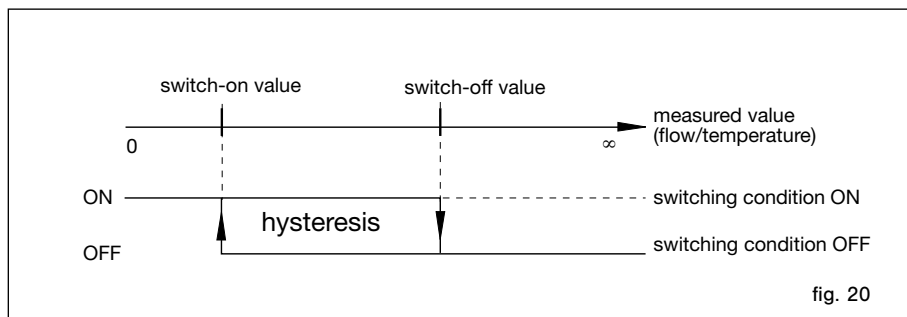 switch-on value
switch-off value
measured value
(flow/temperature)
0
∞
ON
switching condition ON
hysteresis
OFF
switching condition OFF
fig. 20